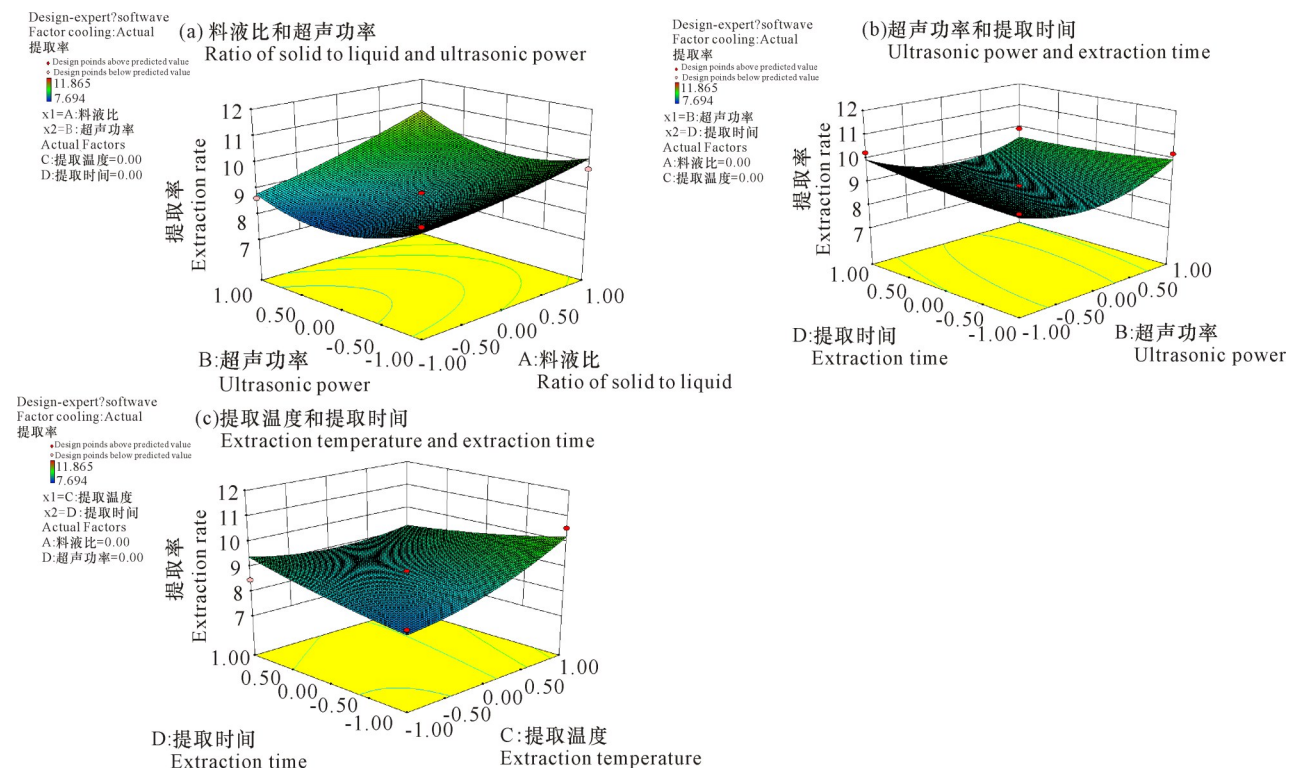 Design-expert?softwave
Factor cooling:Actual
提取率
Design poinds above predicted value
Design poinds below predicted value
11.865
7.694
x1=A:料液比
x2=B:超声功率
Actual Factors
C:提取温度=0.00
D:提取时间=0.00
(a) 料液比和超声功率
Ratio of solid to liquid and ultrasonic power
12
11
10
9
8
7
提取率
Extraction rate
1.00
0.50
0.00
-0.50
-1.00
-1.00
-0.50
0.00
0.50
1.00
B:超声功率
Ultrasonic power
A:料液比
Ratio of solid to liquid
Design-expert?softwave
Factor cooling:Actual
提取率
Design poinds above predicted value
Design poinds below predicted value
11.865
7.694
x1=B:超声功率
x2=D:提取时间
Actual Factors
A:料液比=0.00
C:提取温度=0.00
(b)超声功率和提取时间
Ultrasonic power and extraction time
12
11
10
9
8
7
提取率
Extraction rate
1.00
0.50
0.00
-0.50
-1.00
-1.00
-0.50
0.00
0.50
1.00
D:提取时间
Extraction time
B:超声功率
Ultrasonic power
Design-expert?softwave
Factor cooling:Actual
提取率
Design poinds above predicted value
Design poinds below predicted value
11.865
7.694
x1=C:提取温度
x2=D:提取时间
Actual Factors
A:料液比=0.00
D:超声功率=0.00
(c)提取温度和提取时间
Extraction temperature and extraction time
12
11
10
9
8
7
提取率
Extraction rate
1.00
0.50
0.00
-0.50
-1.00
-1.00
-0.50
0.00
0.50
1.00
D:提取时间
Extraction time
C:提取温度
Extraction temperature